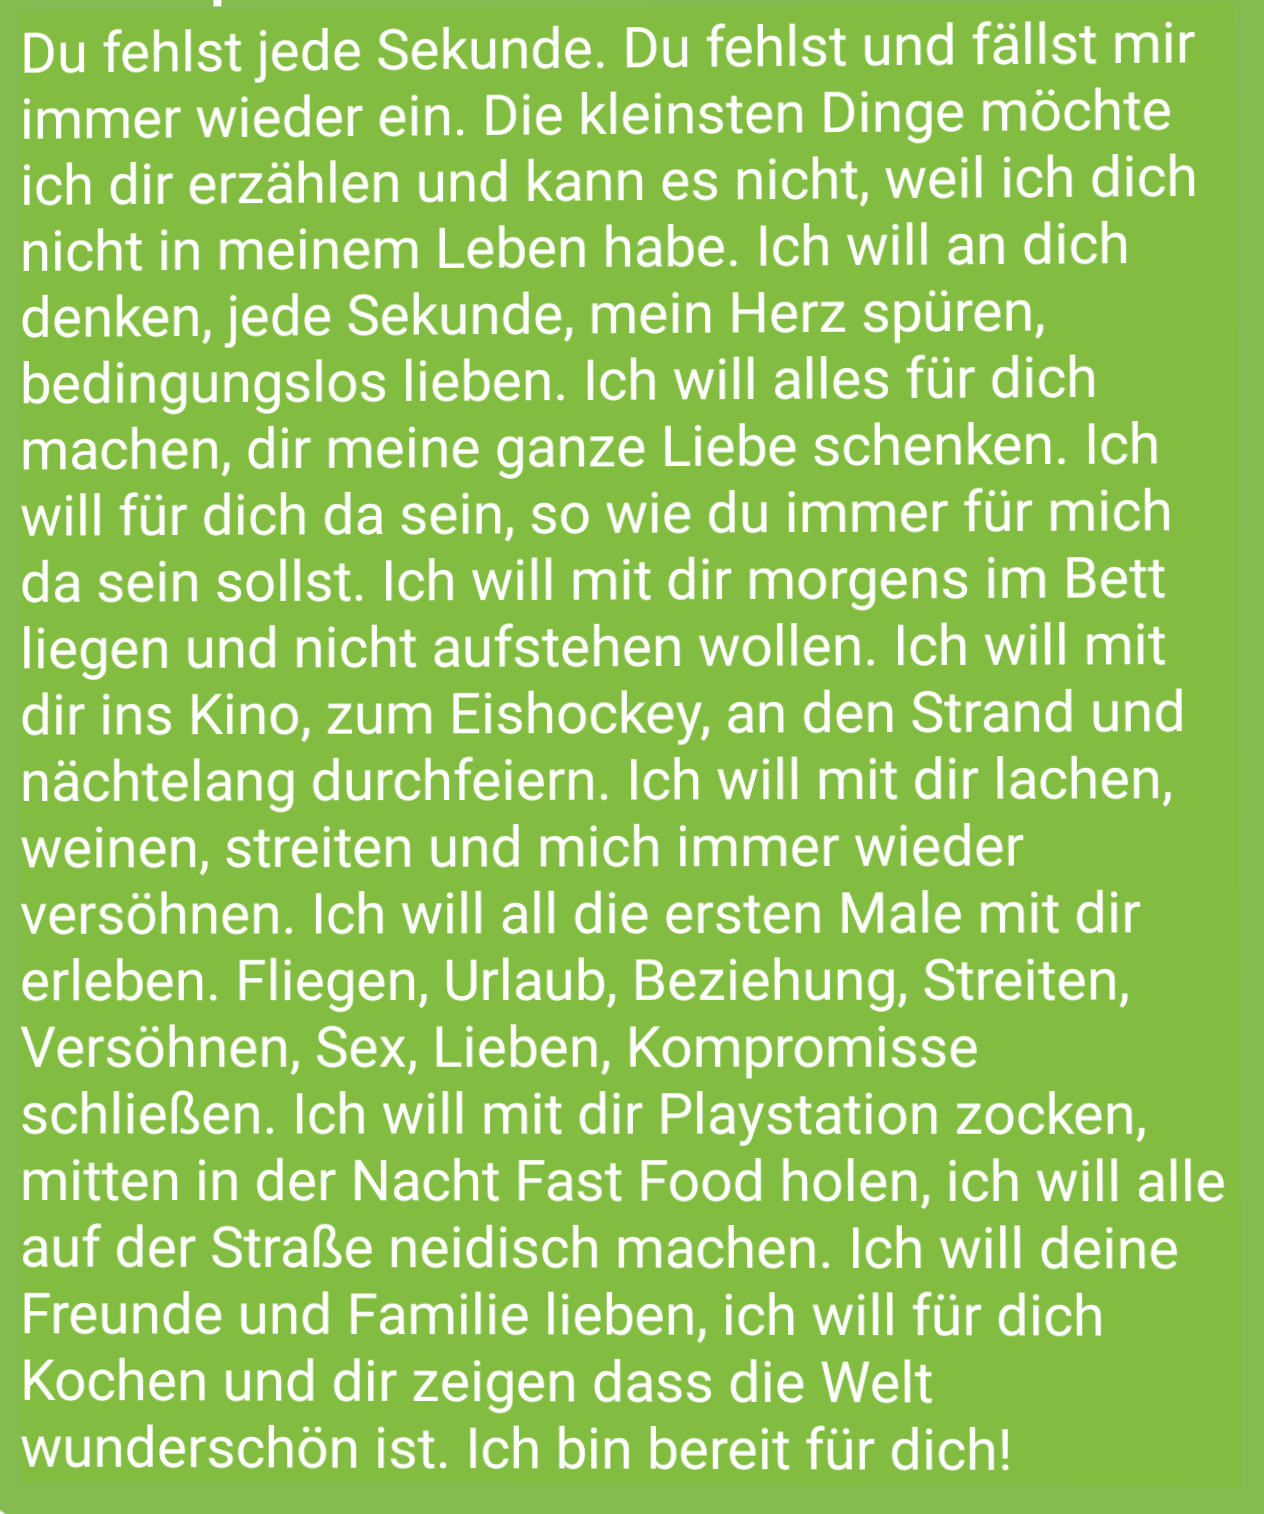 Du fehlst jede Sekunde. Du fehlst und fällst mir
immer wieder ein. Die kleinsten Dinge möchte
ich dir erzählen und kann es nicht, weil ich dich
nicht in meinem Leben habe. Ich will an dich
denken, jede Sekunde, mein Herz spüren,
bedingungslos lieben. Ich will alles für dich
machen, dir meine ganze Liebe schenken. Ich
will für dich da sein, so wie du immer für mich
da sein sollst. Ich will mit dir morgens im Bett
liegen und nicht aufstehen wollen. Ich will mit
dir ins Kino, zum Eishockey, an den Strand und
nächtelang durchfeiern. Ich will mit dir lachen,
weinen, streiten und mich immer wieder
versöhnen. Ich will all die ersten Male mit dir
erleben. Fliegen, Urlaub, Beziehung, Streiten,
Versöhnen, Sex, Lieben, Kompromisse
schließen. Ich will mit dir Playstation zocken,
mitten in der Nacht Fast Food holen, ich will alle
auf der Straße neidisch machen. Ich will deine
Freunde und Familie lieben, ich will für dich
Kochen und dir zeigen dass die Welt
wunderschön ist. Ich bin bereit für dich!